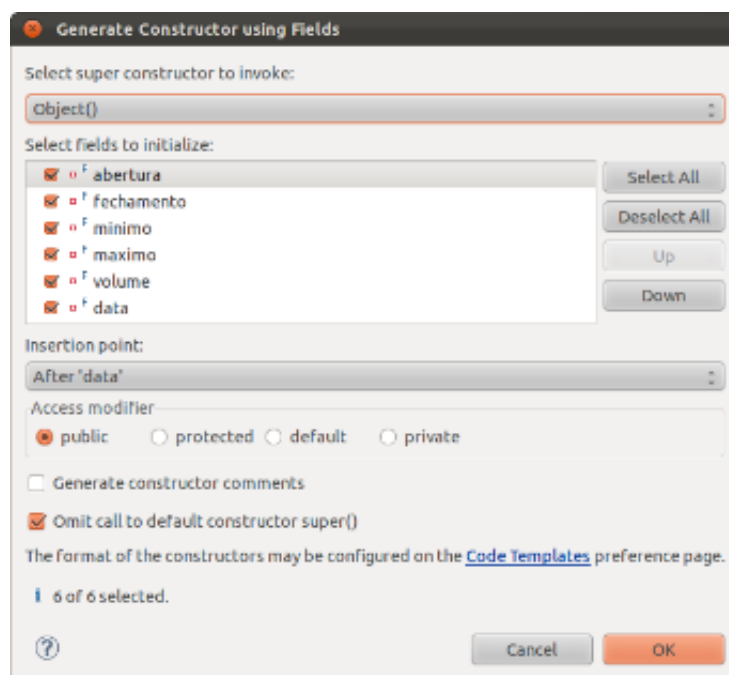 Generate Constructor using Fields
Select super constructor to invoke:
Object()
Select fields to initialize:
abertura
fechamento
minimo
maximo
volume
data
Select All
Deselect All
Up
Down
Insertion point:
After 'data'
Access modifier
public protected default private
Generate constructor comments
Omit call to default constructor super()
The format of the constructors may be configured on the Code Templates preference page.
6 of 6 selected.
Cancel OK